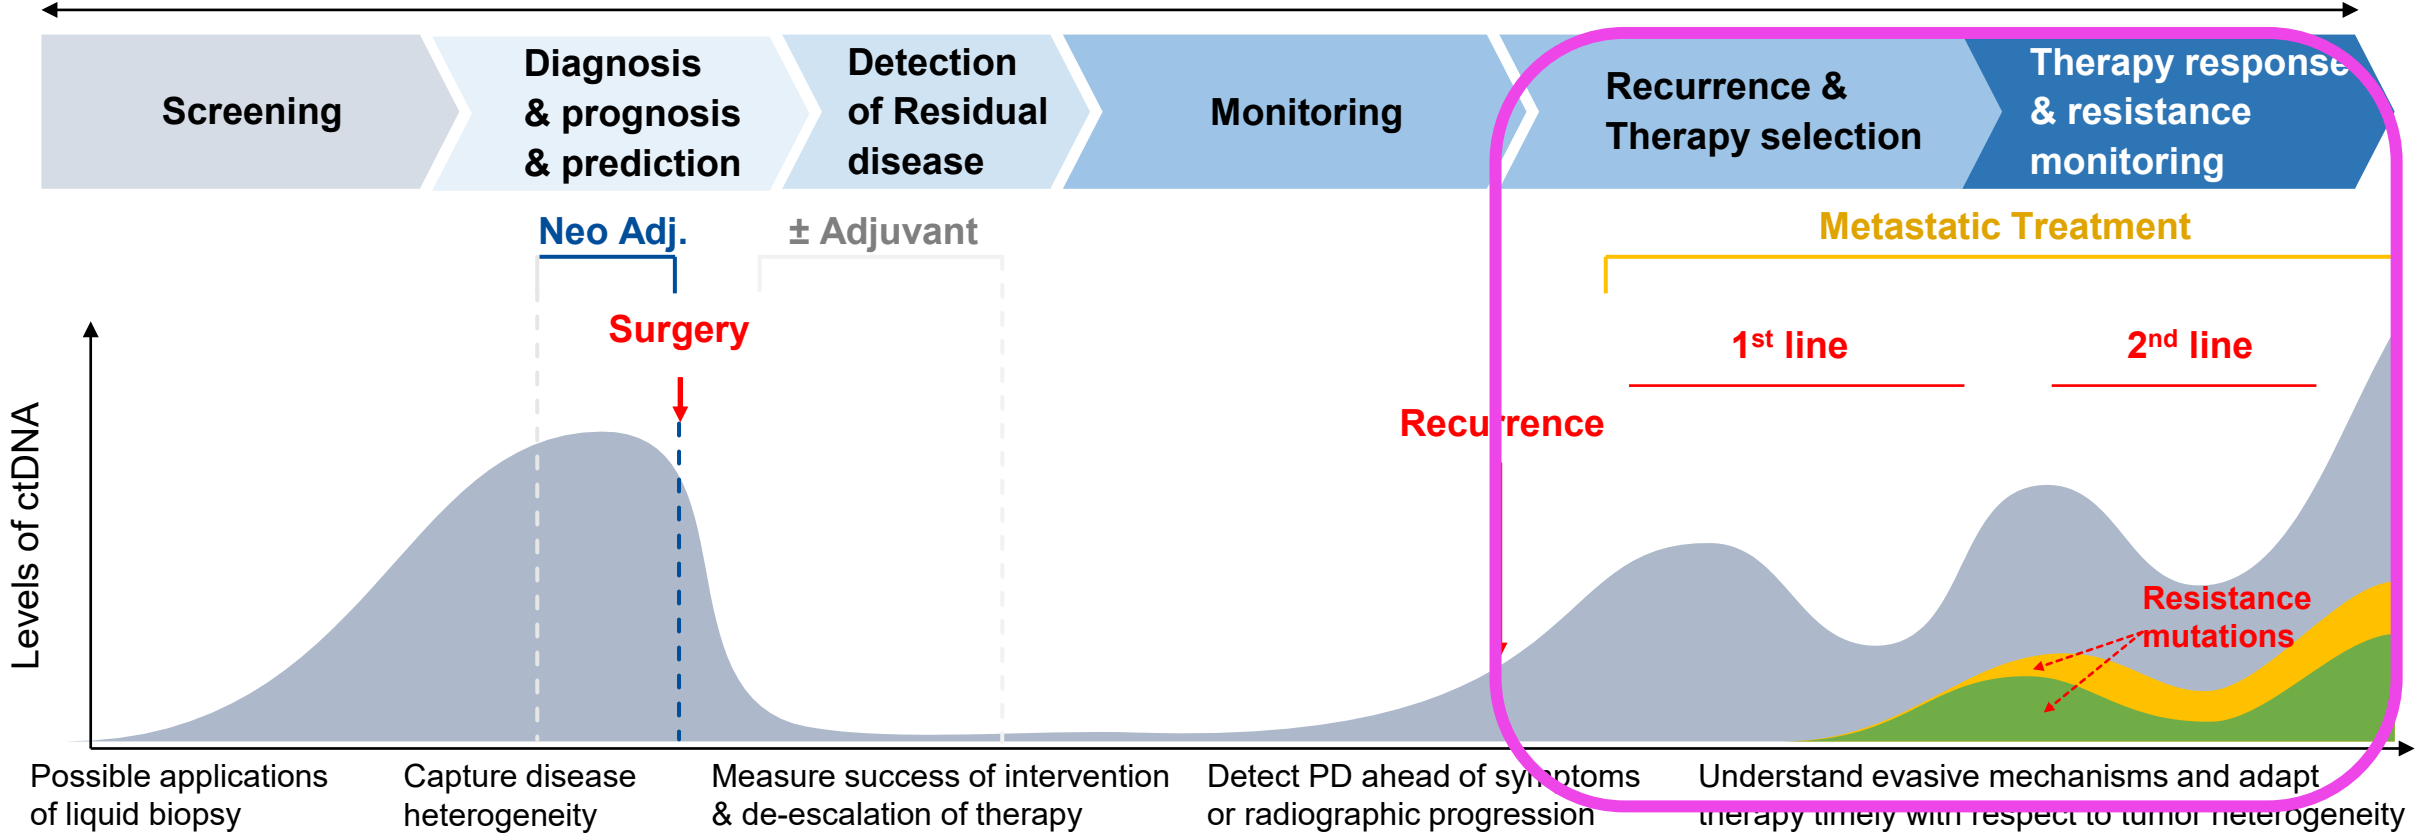 Screening
Diagnosis
& prognosis
& prediction
Detection
of Residual
disease
Monitoring
Recurrence &
Therapy selection
Therapy response
& resistance
monitoring
Neo Adj.
± Adjuvant
Metastatic Treatment
Surgery
1st line
2nd line
Recurrence
Levels of ctDNA
Resistance
mutations
Possible applications
of liquid biopsy
Capture disease
heterogeneity
Measure success of intervention
& de-escalation of therapy
Detect PD ahead of symptoms
or radiographic progression
Understand evasive mechanisms and adapt
therapy timely with respect to tumor heterogeneity